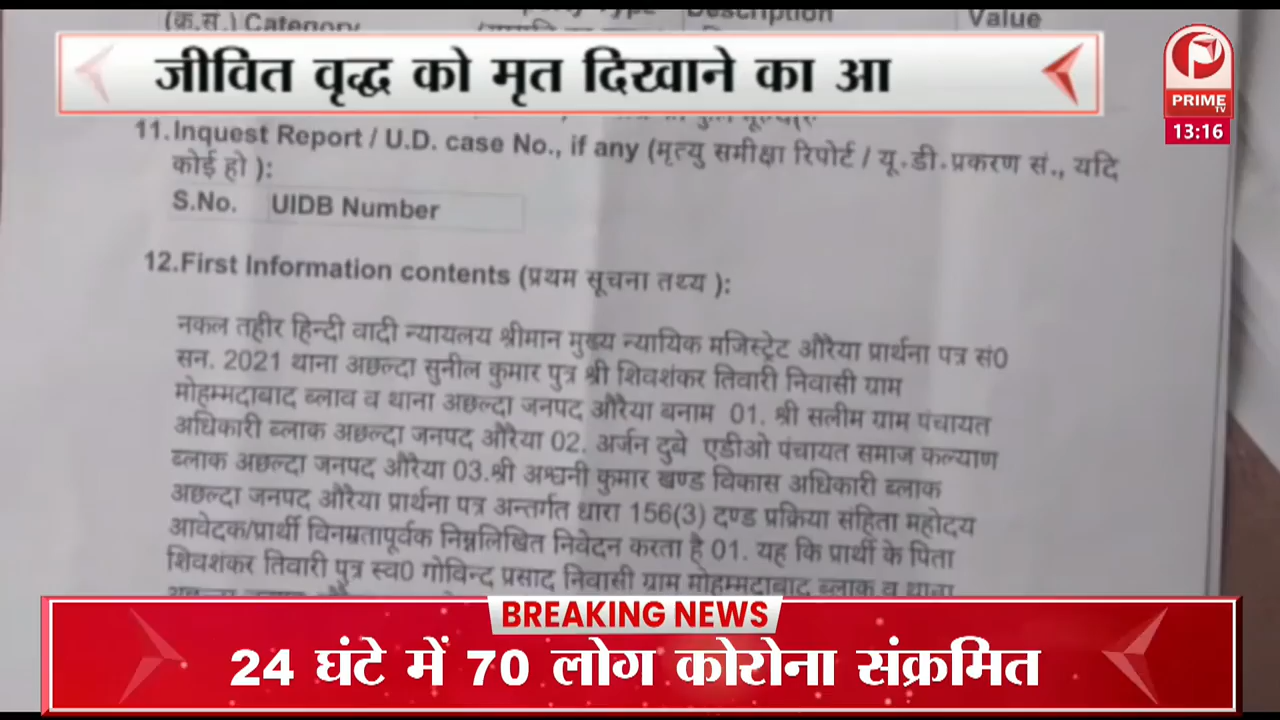 (क्र.सं.) Category
Description
Value
जीवित वृद्ध को मृत दिखाने का आ
PRIME
TV
13:16
11.Inquest Report / U.D. case No., if any (मृत्यु समीक्षा रिपोर्ट / यू.डी.प्रकरण सं., यदि
कोई हो ):
S.No. UIDB Number
12.First Information contents (प्रथम सूचना तथ्य ):
नकल तहीर हिन्दी वादी न्यायलय श्रीमान मुख्य न्यायिक मजिस्ट्रेट औरैया प्रार्थना पत्र सं0
सन. 2021 थाना अछल्दा सुनील कुमार पुत्र श्री शिवशंकर तिवारी निवासी ग्राम
मोहम्मदाबाद ब्लाव व थाना अछल्दा जनपद औरैया बनाम 01. श्री सलीम ग्राम पंचायत
अधिकारी ब्लाक अछल्दा जनपद औरैया 02. अर्जन दुबे एडीओ पंचायत समाज कल्याण
ब्लाक अछल्दा जनपद औरैया 03.श्री अश्वनी कुमार खण्ड विकास अधिकारी ब्लाक
अछल्दा जनपद औरैया प्रार्थना पत्र अन्तर्गत धारा 156(3) दण्ड प्रक्रिया संहिता महोदय
आवेदक/प्रार्थी विनम्रतापूर्वक निम्नलिखित निवेदन करता है 01. यह कि प्रार्थी के पिता
शिवशंकर तिवारी पुत्र स्व0 गोविन्द प्रसाद निवासी ग्राम मोहम्मदाबाद ब्लाक व थाना
BREAKING NEWS
24 घंटे में 70 लोग कोरोना संक्रमित